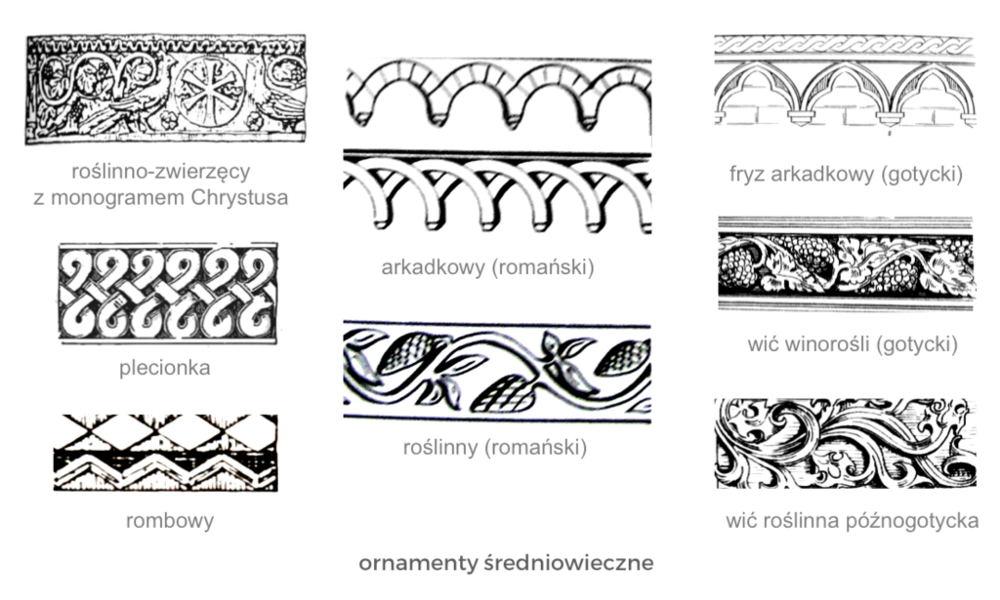 roślinno-zwierzęcy
z monogramem Chrystusa
plecionka
rombowy
arkadkowy (romański)
roślinny (romański)
fryz arkadkowy (gotycki)
wić winorośli (gotycki)
wić roślinna późnogotycka
ornamenty średniowieczne